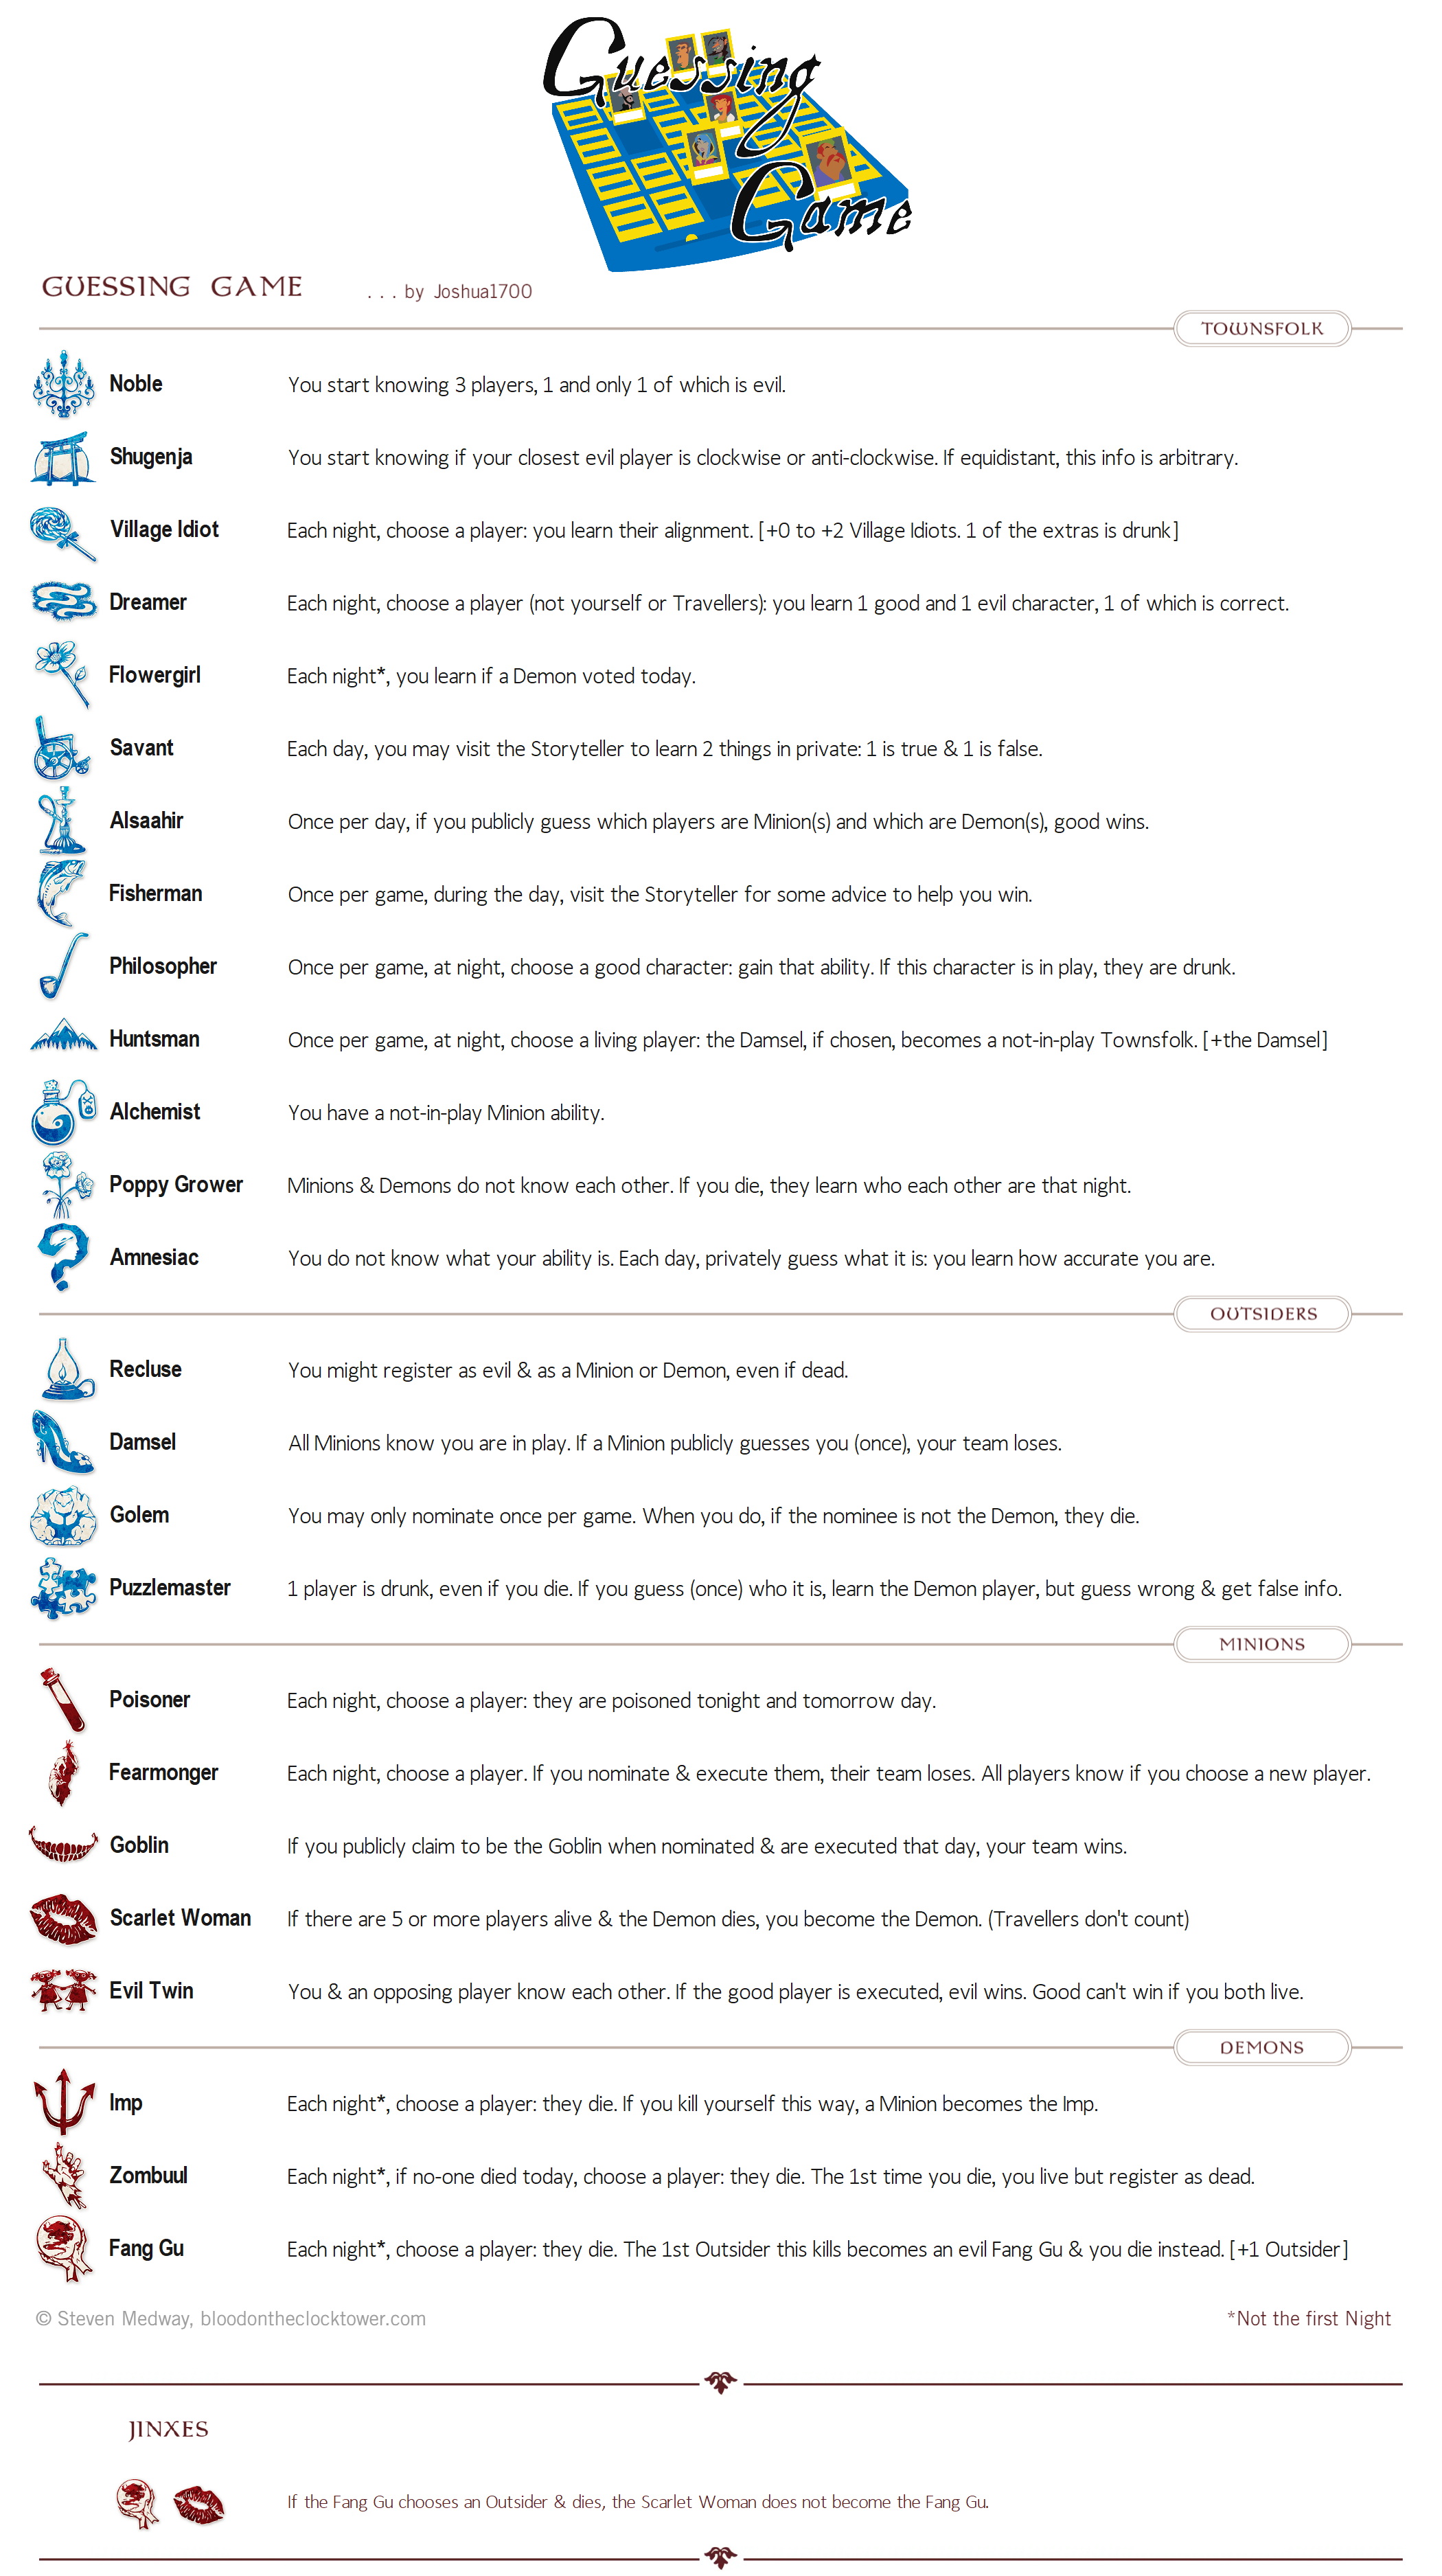 Guessing
Game
GUESSING GAME . . . by Joshua1700
TOWNSFOLK
Noble You start knowing 3 players, 1 and only 1 of which is evil.
Shugenja You start knowing if your closest evil player is clockwise or anti-clockwise. If equidistant, this info is arbitrary.
Village Idiot Each night, choose a player: you learn their alignment. [+0 to +2 Village Idiots. 1 of the extras is drunk]
Dreamer Each night, choose a player (not yourself or Travellers): you learn 1 good and 1 evil character, 1 of which is correct.
Flowergirl Each night*, you learn if a Demon voted today.
Savant Each day, you may visit the Storyteller to learn 2 things in private: 1 is true & 1 is false.
Alsaahir Once per day, if you publicly guess which players are Minion(s) and which are Demon(s), good wins.
Fisherman Once per game, during the day, visit the Storyteller for some advice to help you win.
Philosopher Once per game, at night, choose a good character: gain that ability. If this character is in play, they are drunk.
Huntsman Once per game, at night, choose a living player: the Damsel, if chosen, becomes a not-in-play Townsfolk. [+the Damsel]
Alchemist You have a not-in-play Minion ability.
Poppy Grower Minions & Demons do not know each other. If you die, they learn who each other are that night.
Amnesiac You do not know what your ability is. Each day, privately guess what it is: you learn how accurate you are.
OUTSIDERS
Recluse You might register as evil & as a Minion or Demon, even if dead.
Damsel All Minions know you are in play. If a Minion publicly guesses you (once), your team loses.
Golem You may only nominate once per game. When you do, if the nominee is not the Demon, they die.
Puzzlemaster 1 player is drunk, even if you die. If you guess (once) who it is, learn the Demon player, but guess wrong & get false info.
MINIONS
Poisoner Each night, choose a player: they are poisoned tonight and tomorrow day.
Fearmonger Each night, choose a player. If you nominate & execute them, their team loses. All players know if you choose a new player.
Goblin If you publicly claim to be the Goblin when nominated & are executed that day, your team wins.
Scarlet Woman If there are 5 or more players alive & the Demon dies, you become the Demon. (Travellers don't count)
Evil Twin You & an opposing player know each other. If the good player is executed, evil wins. Good can't win if you both live.
DEMONS
Imp Each night*, choose a player: they die. If you kill yourself this way, a Minion becomes the Imp.
Zombuul Each night*, if no-one died today, choose a player: they die. The 1st time you die, you live but register as dead.
Fang Gu Each night*, choose a player: they die. The 1st Outsider this kills becomes an evil Fang Gu & you die instead. [+1 Outsider]
© Steven Medway, bloodontheclocktower.com *Not the first Night
JINXES
If the Fang Gu chooses an Outsider & dies, the Scarlet Woman does not become the Fang Gu.